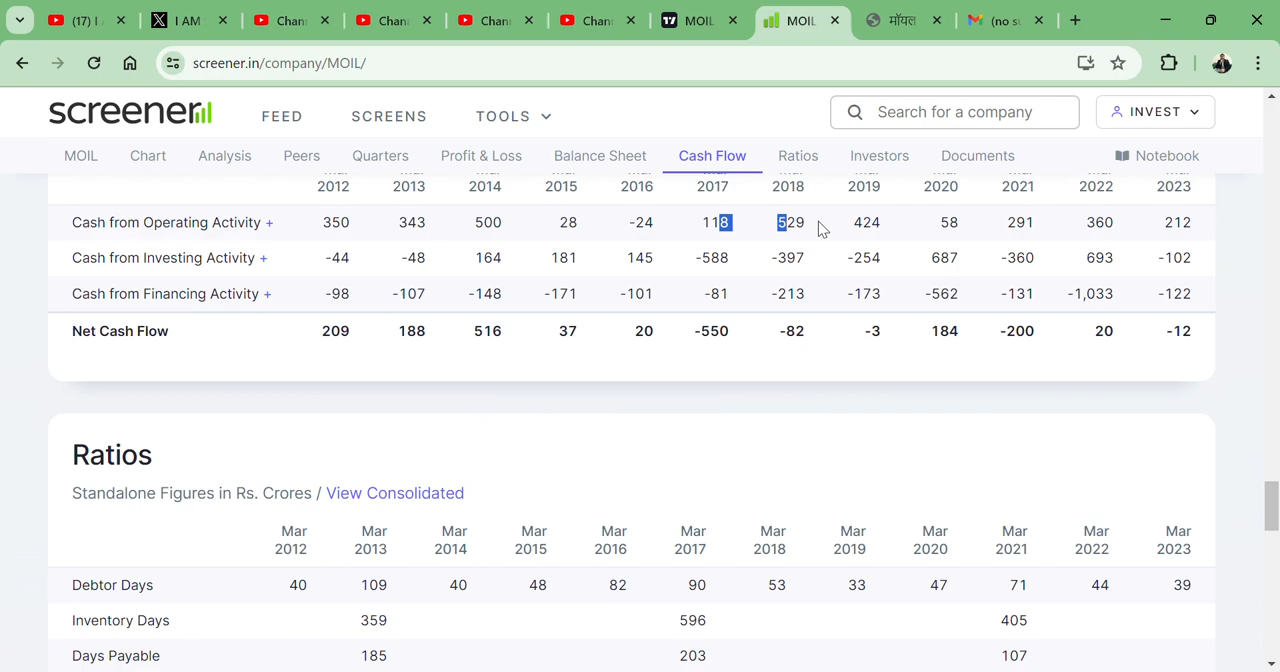 (17) I A
I AM
Chann
Chann
Chann
Chann
MOIL
MOIL
मॉयल
(no su
screener.in/company/MOIL/
screener
FEED
SCREENS
TOOLS
Search for a company
INVEST
MOIL
Chart
Analysis
Peers
Quarters
Profit & Loss
Balance Sheet
Cash Flow
Ratios
Investors
Documents
Notebook
2012 2013 2014 2015 2016 2017 2018 2019 2020 2021 2022 2023
Cash from Operating Activity + 350 343 500 28 -24 118 529 424 58 291 360 212
Cash from Investing Activity + -44 -48 164 181 145 -588 -397 -254 687 -360 693 -102
Cash from Financing Activity + -98 -107 -148 -171 -101 -81 -213 -173 -562 -131 -1,033 -122
Net Cash Flow 209 188 516 37 20 -550 -82 -3 184 -200 20 -12
Ratios
Standalone Figures in Rs. Crores / View Consolidated
Mar Mar Mar Mar Mar Mar Mar Mar Mar Mar Mar Mar
2012 2013 2014 2015 2016 2017 2018 2019 2020 2021 2022 2023
Debtor Days 40 109 40 48 82 90 53 33 47 71 44 39
Inventory Days 359 596 405
Days Payable 185 203 107